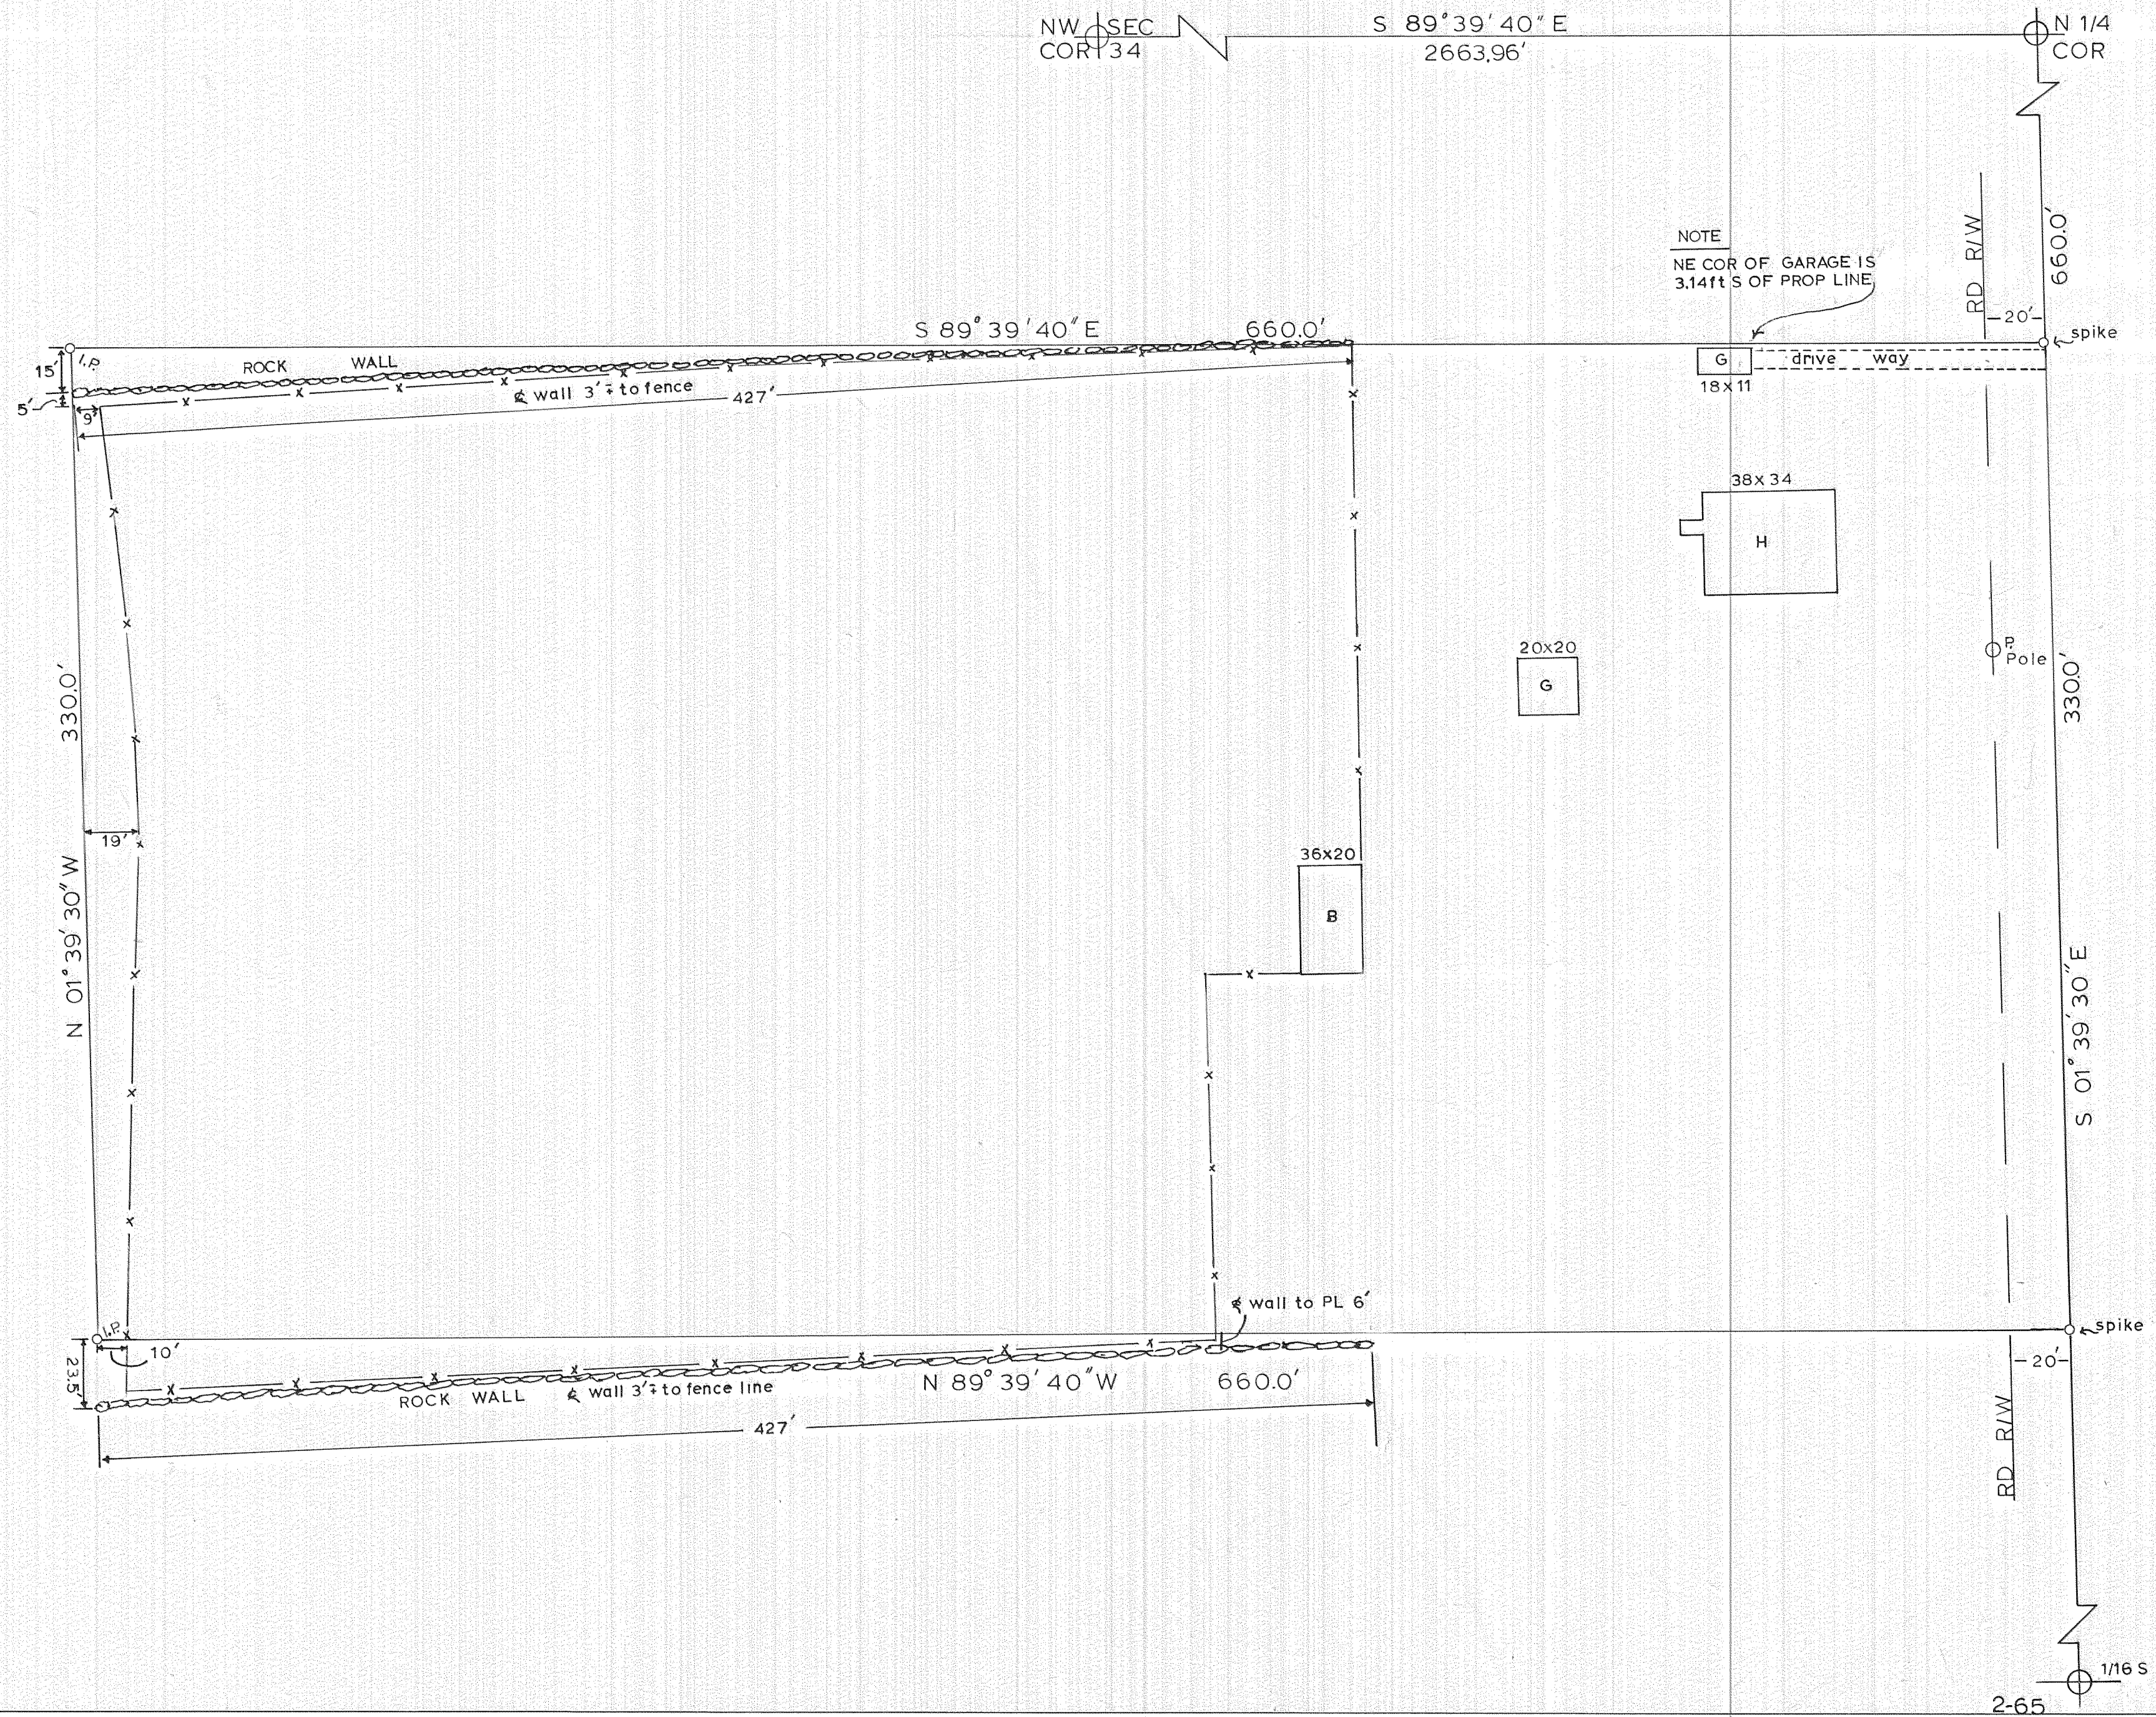 NW SEC
COR 34
S 89°39'40" E
2663.96'
N 1/4
COR
RD R/W
660.0'
NOTE
NE COR OF GARAGE IS
3.14ft S OF PROP LINE
20'
spike
S 89°39'40" E 660.0'
I.P.
15'
ROCK WALL
5'
9'
℄ wall 3'∓ to fence
427'
G
drive way
18x11
38x34
H
P.
Pole
20x20
G
330.0'
330.0'
19'
N 01°39'30" W
36x20
B
S 01°39'30" E
℄ wall to PL 6'
I.P.
10'
23.5'
ROCK WALL ℄ wall 3'∓ to fence line
N 89°39'40" W 660.0'
427'
spike
20'
RD R/W
1/16 S
2-65